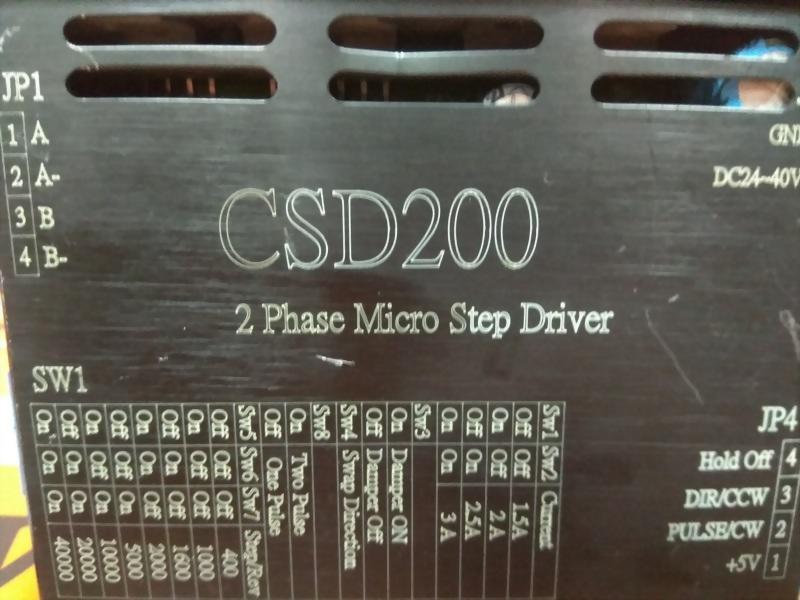 JP1
1 A
2 A-
3 B
4 B-
DC24~40V
CSD200
2 Phase Micro Step Driver
SW1
Sw1 Sw2 Current
Off Off 1.5A
On Off 2A
Off On 2.5A
On On 3A
Sw3
On Damper ON
Off Damper Off
Sw4 Swap Direction
Sw8
On Two Pulse
Off One Pulse
Sw5 Sw6 Sw7 Step/Rev
Off Off Off 400
On Off Off 1000
Off On Off 1600
On On Off 2000
Off Off On 5000
On Off On 10000
Off On On 20000
On On On 40000
JP4
Hold Off 4
DIR/CCW 3
PULSE/CW 2
+5V 1